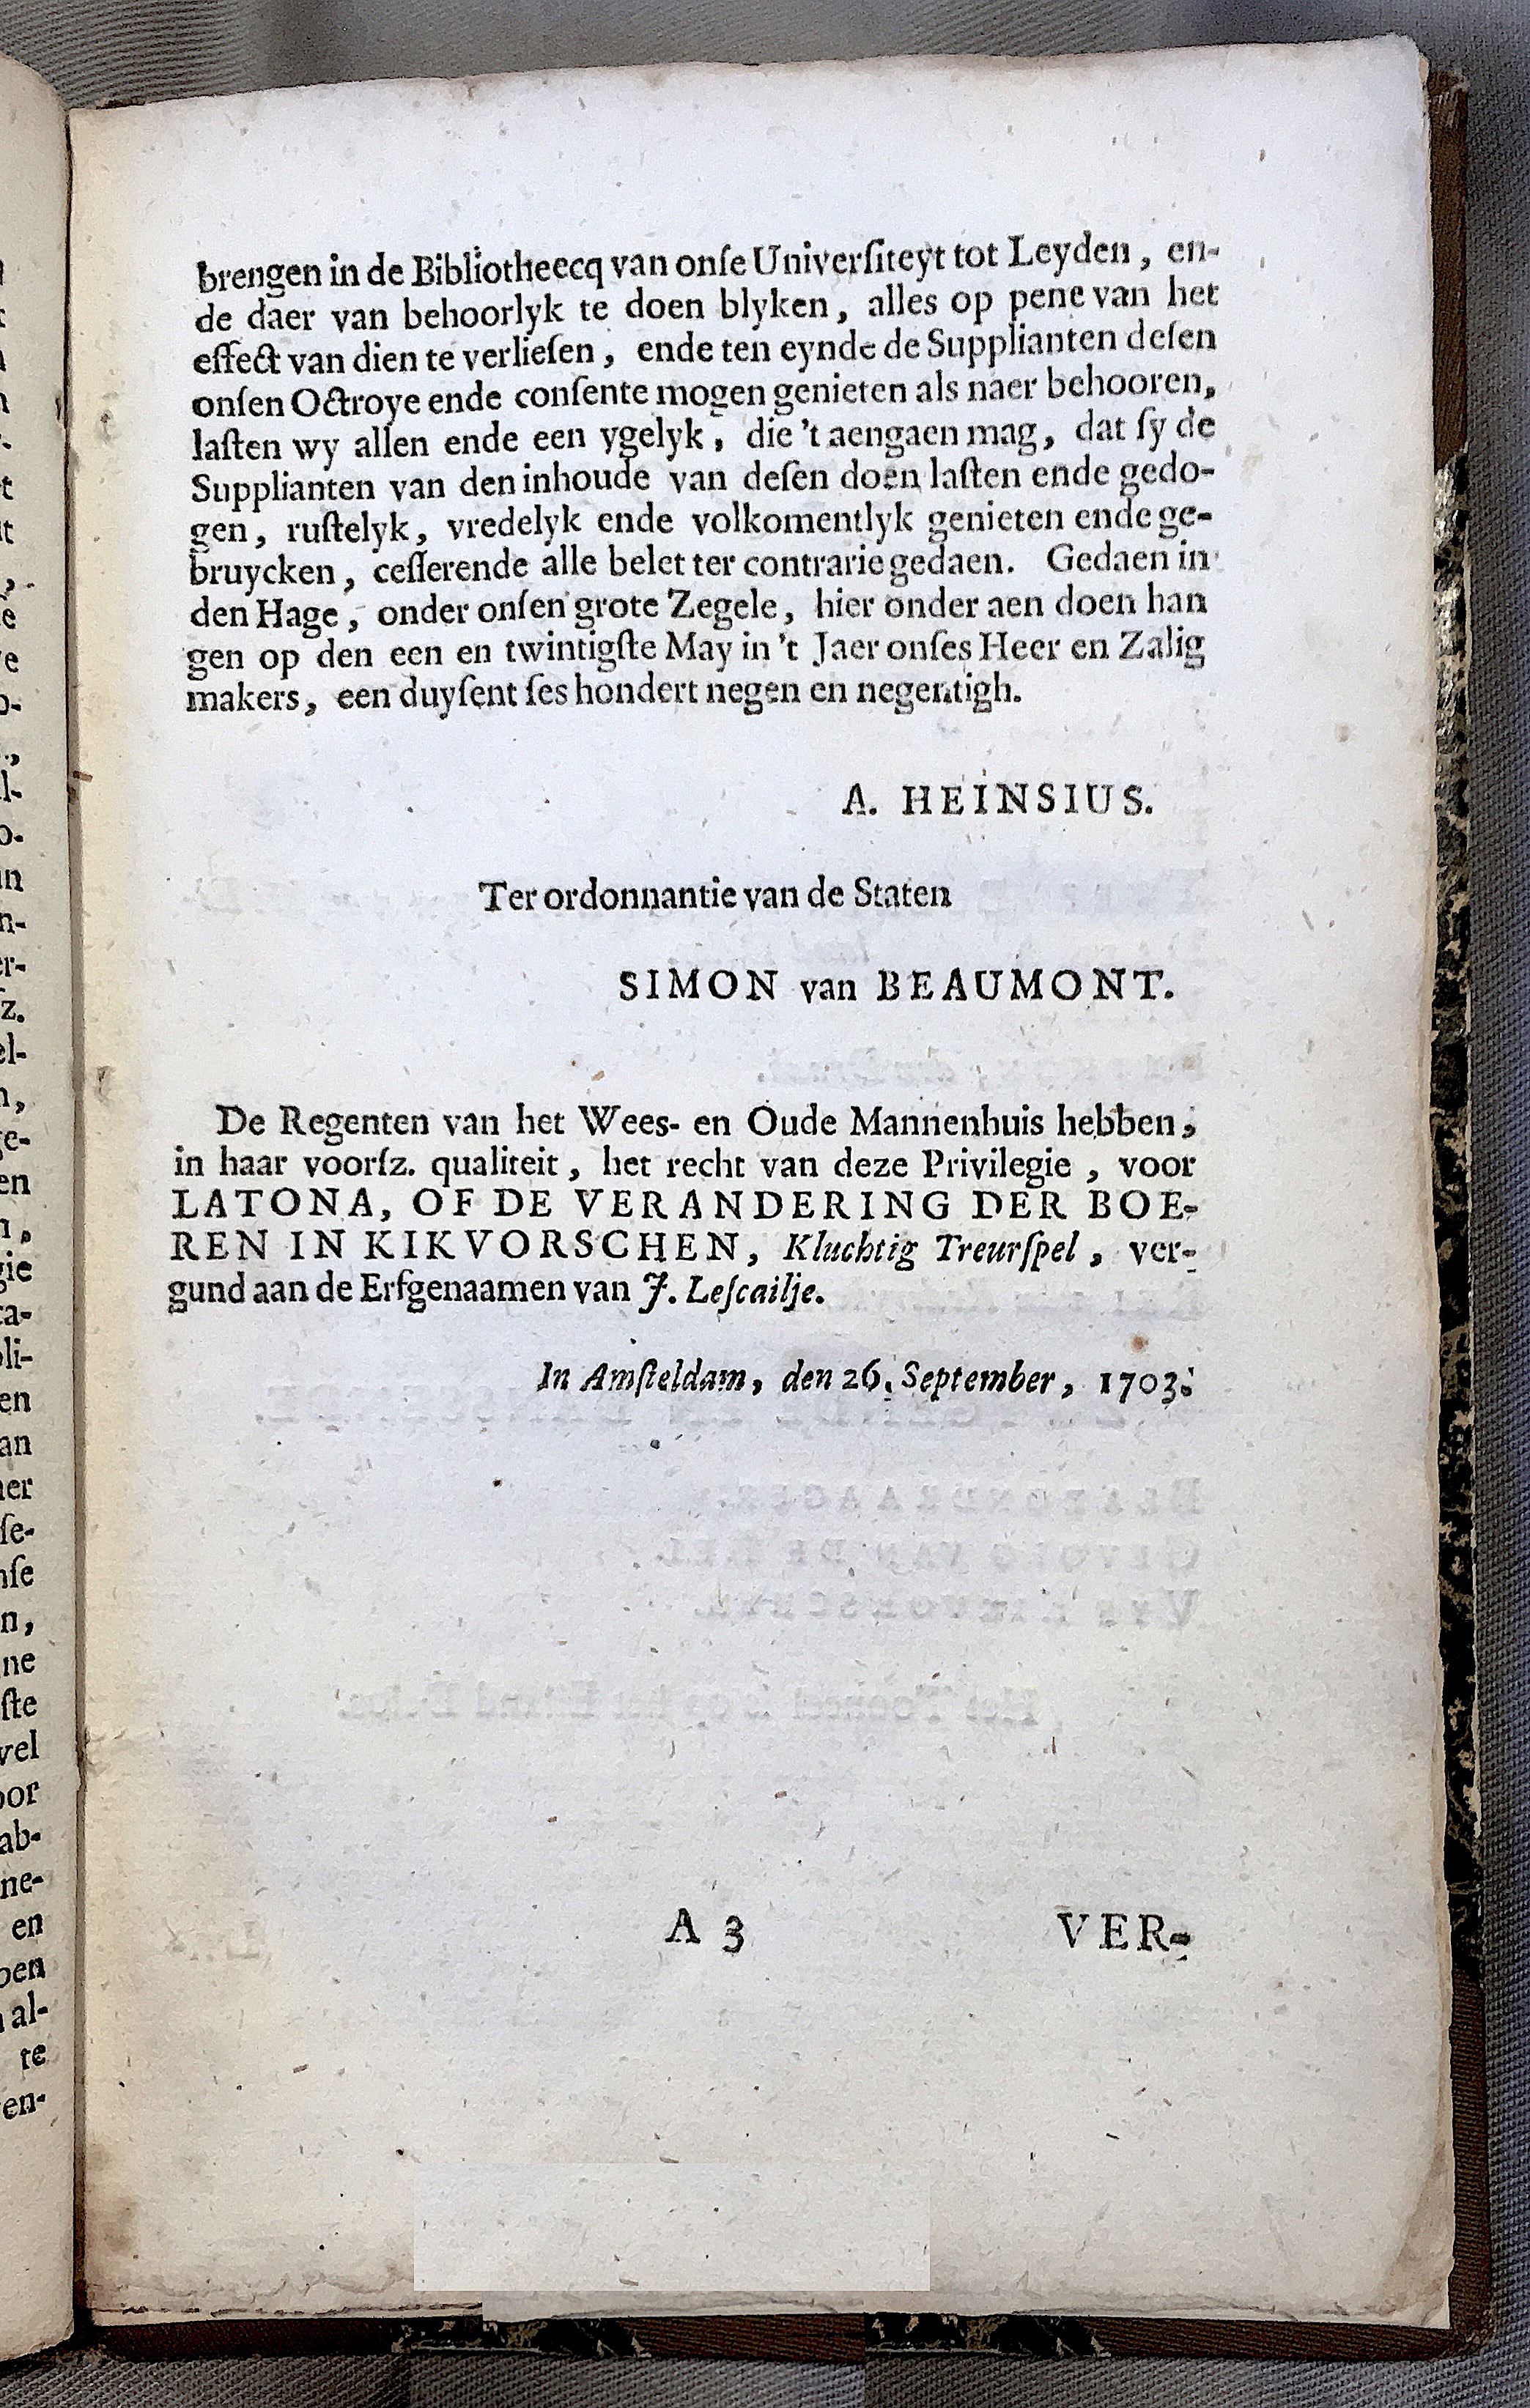 brengen in de Bibliotheecq van onſe Univerſiteyt tot Leyden, en-
de daer van behoorlyk te doen blyken, alles op pene van het
effect van dien te verlieſen, ende ten eynde de Supplianten deſen
onſen Octroye ende conſente mogen genieten als naer behooren,
laſten wy allen ende een ygelyk, die 't aengaen mag, dat ſy de
Supplianten van den inhoude van deſen doen laſten ende gedo-
gen, ruſtelyk, vredelyk ende volkomentlyk genieten ende ge-
bruycken, ceſſerende alle belet ter contrarie gedaen. Gedaen in
den Hage, onder onſen grote Zegele, hier onder aen doen han
gen op den een en twintigſte May in 't Jaer onſes Heer en Zalig
makers, een duyſent ſes hondert negen en negentigh.
A. HEINSIUS.
Ter ordonnantie van de Staten
SIMON van BEAUMONT.
De Regenten van het Wees- en Oude Mannenhuis hebben,
in haar voorſz. qualiteit, het recht van deze Privilegie, voor
LATONA, OF DE VERANDERING DER BOE-
REN IN KIKVORSCHEN, Kluchtig Treurſpel, ver-
gund aan de Erfgenaamen van J. Leſcailje.
In Amſteldam, den 26. September, 1703.
A 3 VER-